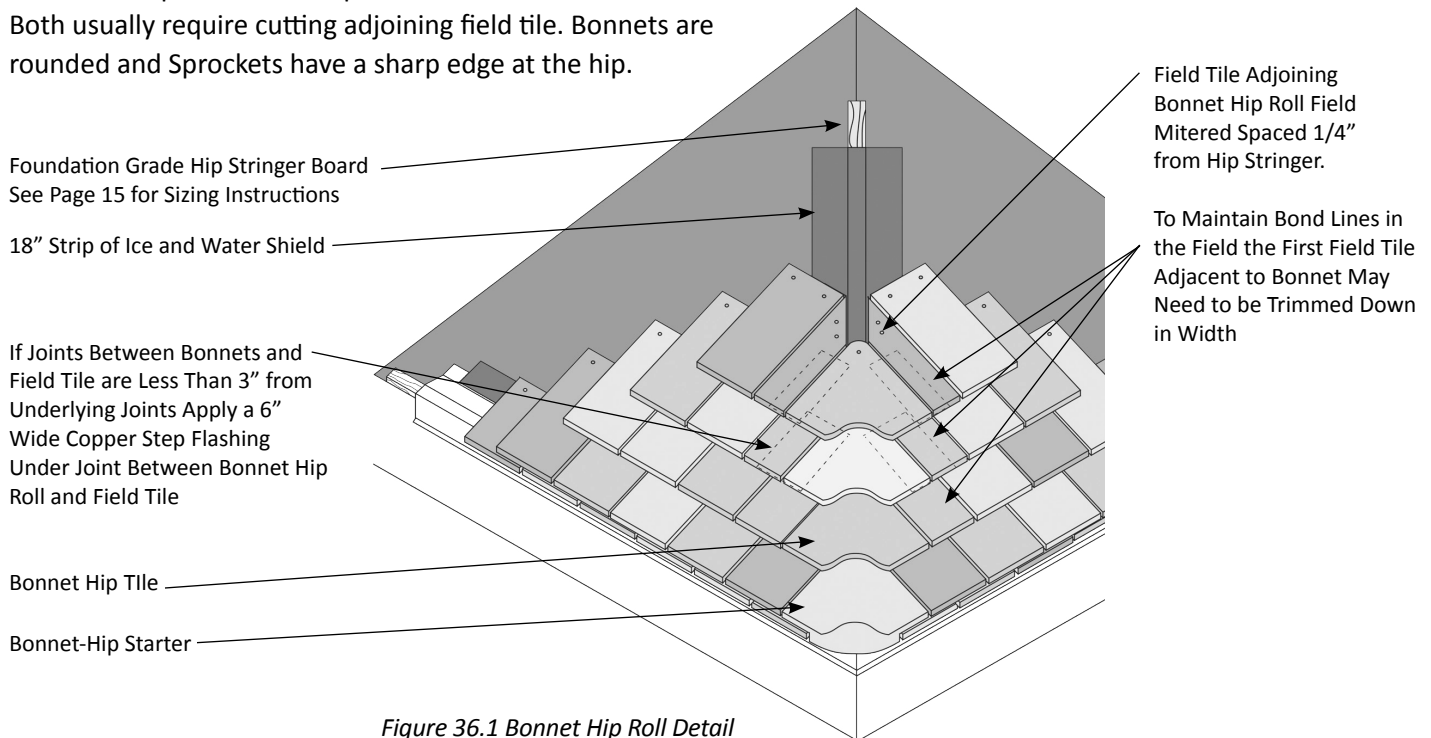 Both usually require cutting adjoining field tile. Bonnets are
rounded and Sprockets have a sharp edge at the hip.
Foundation Grade Hip Stringer Board
See Page 15 for Sizing Instructions
18” Strip of Ice and Water Shield
If Joints Between Bonnets and
Field Tile are Less Than 3” from
Underlying Joints Apply a 6”
Wide Copper Step Flashing
Under Joint Between Bonnet Hip
Roll and Field Tile
Bonnet Hip TIle
Bonnet-Hip Starter
Field Tile Adjoining
Bonnet Hip Roll Field
Mitered Spaced 1/4”
from Hip Stringer.
To Maintain Bond Lines in
the Field the First Field Tile
Adjacent to Bonnet May
Need to be Trimmed Down
in Width
Figure 36.1 Bonnet Hip Roll Detail